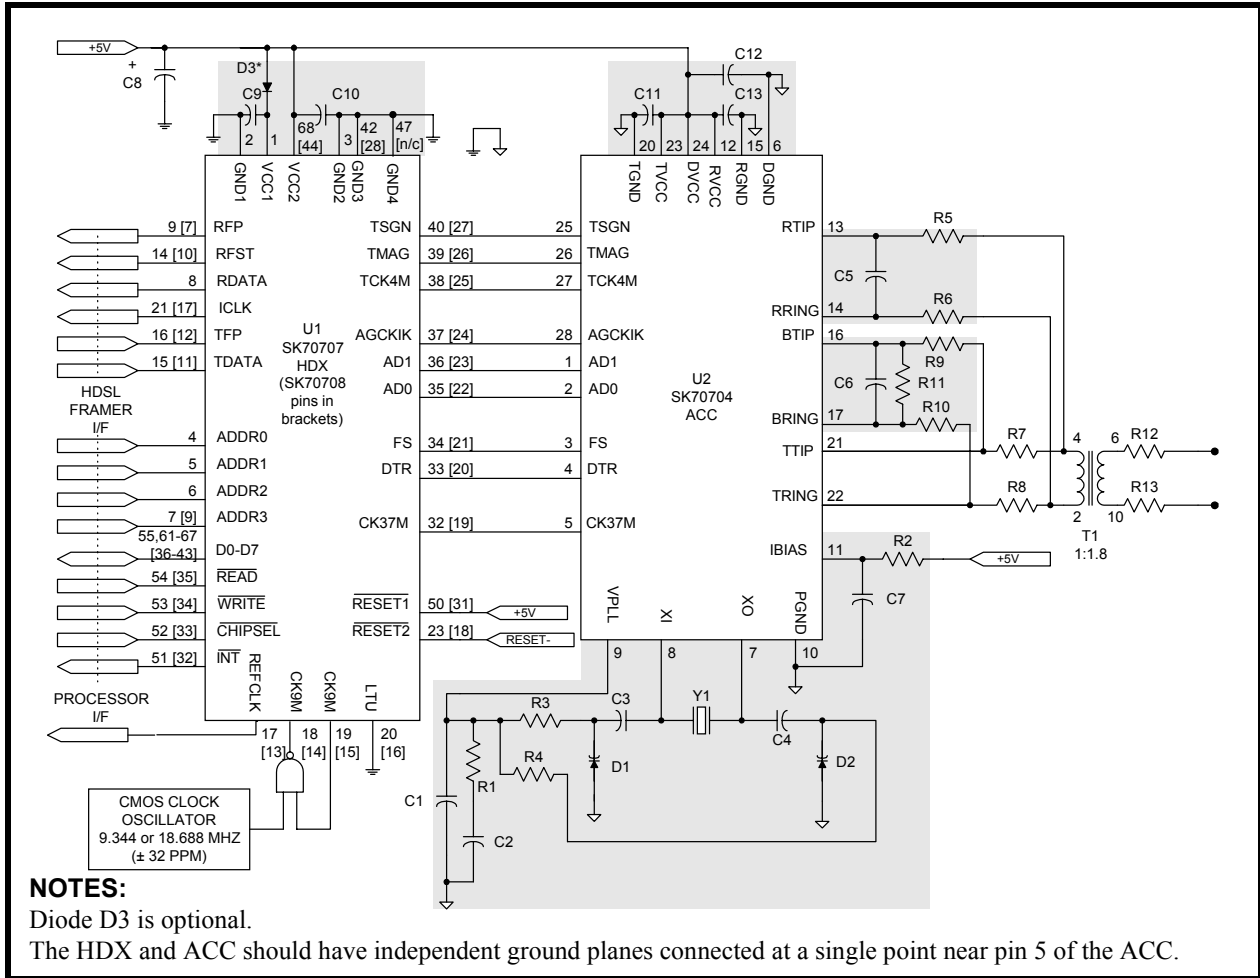 +5V
+
C8
D3*
C9
C10
2
1
68
[44]
3
42
[28]
47
[n/c]
GND1
VCC1
VCC2
GND2
GND3
GND4
C12
C11
C13
20
23
24
12
15
6
TGND
TVCC
DVCC
RVCC
RGND
DGND
9 [7]
RFP
14 [10]
RFST
8
RDATA
21 [17]
ICLK
16 [12]
TFP
15 [11]
TDATA
HDSL
FRAMER
I/F
4
ADDR0
5
ADDR1
6
ADDR2
7 [9]
ADDR3
55,61-67
[36-43]
D0-D7
54 [35]
READ
53 [34]
WRITE
52 [33]
CHIPSEL
51 [32]
INT
PROCESSOR
I/F
U1
SK70707
HDX
(SK70708
pins in
brackets)
TSGN
40 [27]
25
TSGN
TMAG
39 [26]
26
TMAG
TCK4M
38 [25]
27
TCK4M
AGCKIK
37 [24]
28
AGCKIK
AD1
36 [23]
1
AD1
AD0
35 [22]
2
AD0
FS
34 [21]
3
FS
DTR
33 [20]
4
DTR
CK37M
32 [19]
5
CK37M
RESET1
50 [31]
+5V
RESET2
23 [18]
RESET-
REFCLK
CK9M
CK9M
LTU
17
[13]
18
[14]
19
[15]
20
[16]
CMOS CLOCK
OSCILLATOR
9.344 or 18.688 MHZ
(± 32 PPM)
U2
SK70704
ACC
RTIP
13
R5
C5
RRING
14
R6
BTIP
16
R9
C6
R11
R10
BRING
17
TTIP
21
R7
TRING
22
R8
4
6
R12
2
10
R13
T1
1:1.8
IBIAS
11
R2
+5V
C7
VPLL
XI
XO
PGND
9
8
7
10
R3
C3
Y1
C4
R4
D1
D2
R1
C1
C2
NOTES:
Diode D3 is optional.
The HDX and ACC should have independent ground planes connected at a single point near pin 5 of the ACC.